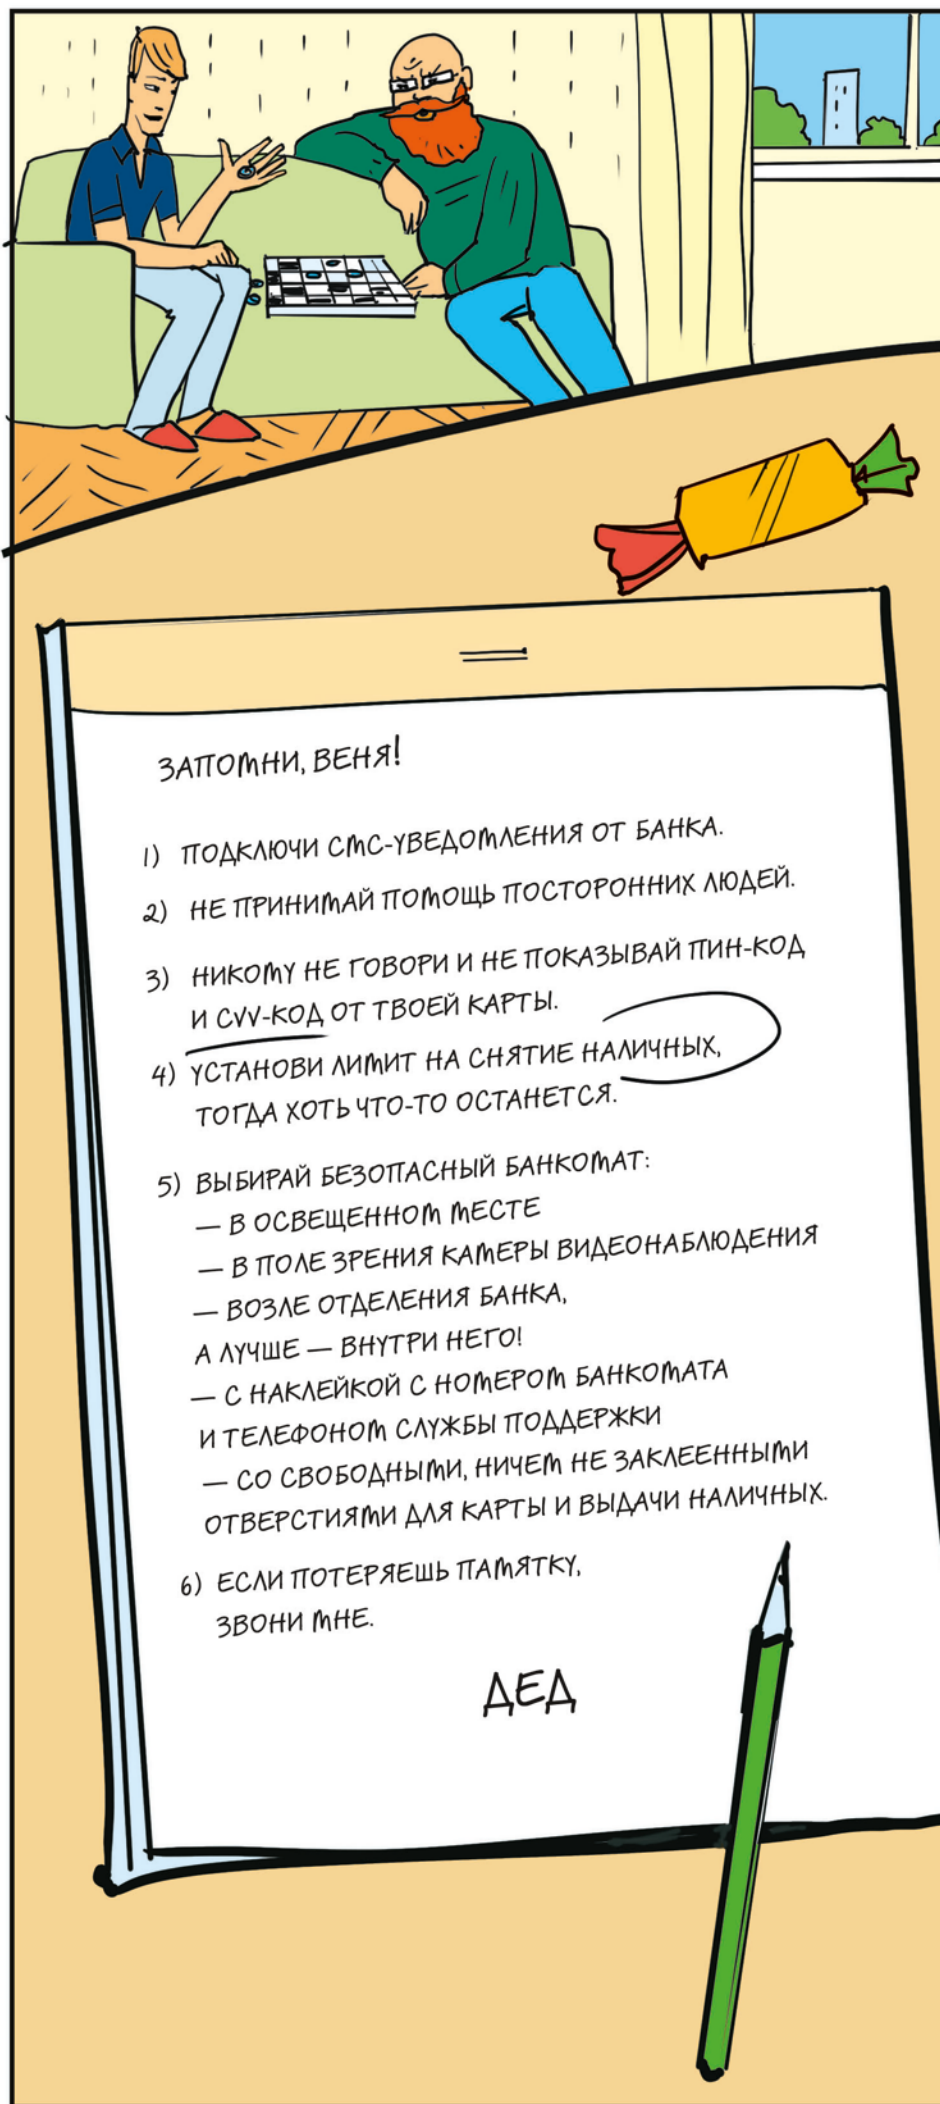 ЗАПОМНИ, ВЕНЯ!
1) ПОДКЛЮЧИ СМС-УВЕДОМЛЕНИЯ ОТ БАНКА.
2) НЕ ПРИНИМАЙ ПОМОЩЬ ПОСТОРОННИХ ЛЮДЕЙ.
3) НИКОМУ НЕ ГОВОРИ И НЕ ПОКАЗЫВАЙ ПИН-КОД
И CVV-КОД ОТ ТВОЕЙ КАРТЫ.
4) УСТАНОВИ ЛИМИТ НА СНЯТИЕ НАЛИЧНЫХ,
ТОГДА ХОТЬ ЧТО-ТО ОСТАНЕТСЯ.
5) ВЫБИРАЙ БЕЗОПАСНЫЙ БАНКОМАТ:
— В ОСВЕЩЕННОМ МЕСТЕ
— В ПОЛЕ ЗРЕНИЯ КАМЕРЫ ВИДЕОНАБЛЮДЕНИЯ
— ВОЗЛЕ ОТДЕЛЕНИЯ БАНКА,
А ЛУЧШЕ — ВНУТРИ НЕГО!
— С НАКЛЕЙКОЙ С НОМЕРОМ БАНКОМАТА
И ТЕЛЕФОНОМ СЛУЖБЫ ПОДДЕРЖКИ
— СО СВОБОДНЫМИ, НИЧЕМ НЕ ЗАКЛЕЕННЫМИ
ОТВЕРСТИЯМИ ДЛЯ КАРТЫ И ВЫДАЧИ НАЛИЧНЫХ.
6) ЕСЛИ ПОТЕРЯЕШЬ ПАМЯТКУ,
ЗВОНИ МНЕ.
ДЕД